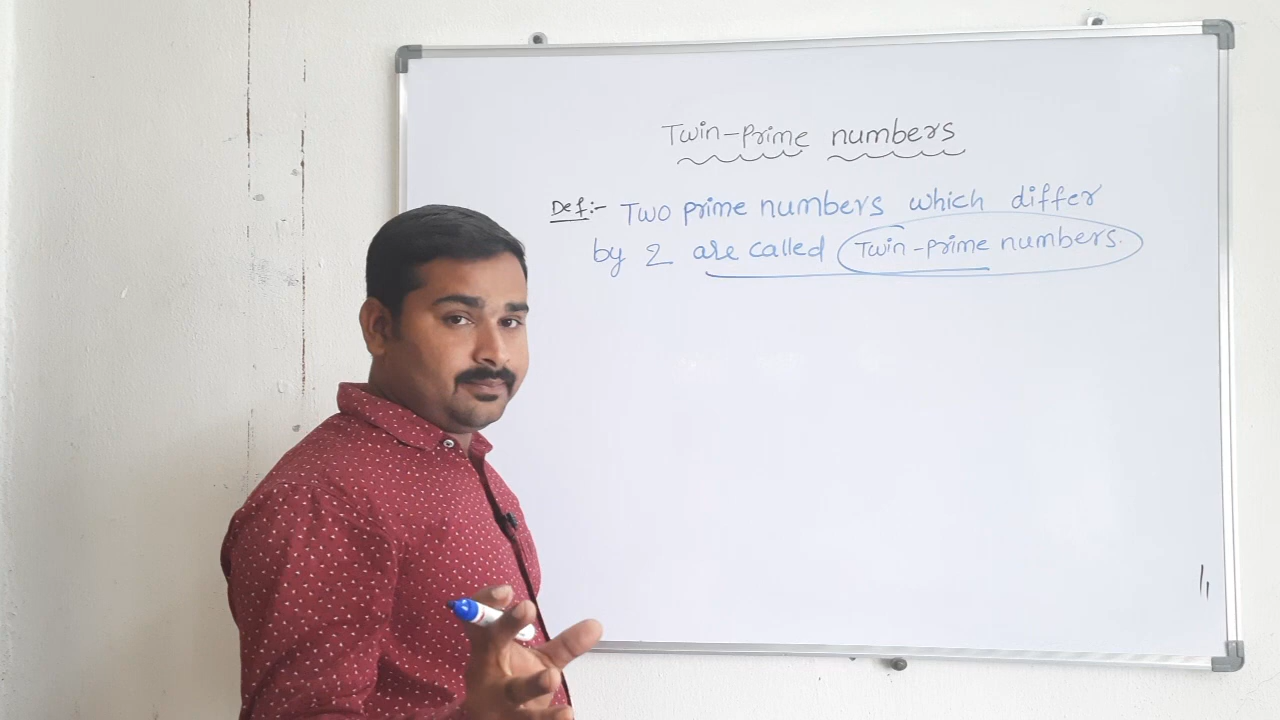 Twin-Prime numbers
Def:- Two prime numbers which differ
by 2 are called Twin-prime numbers.